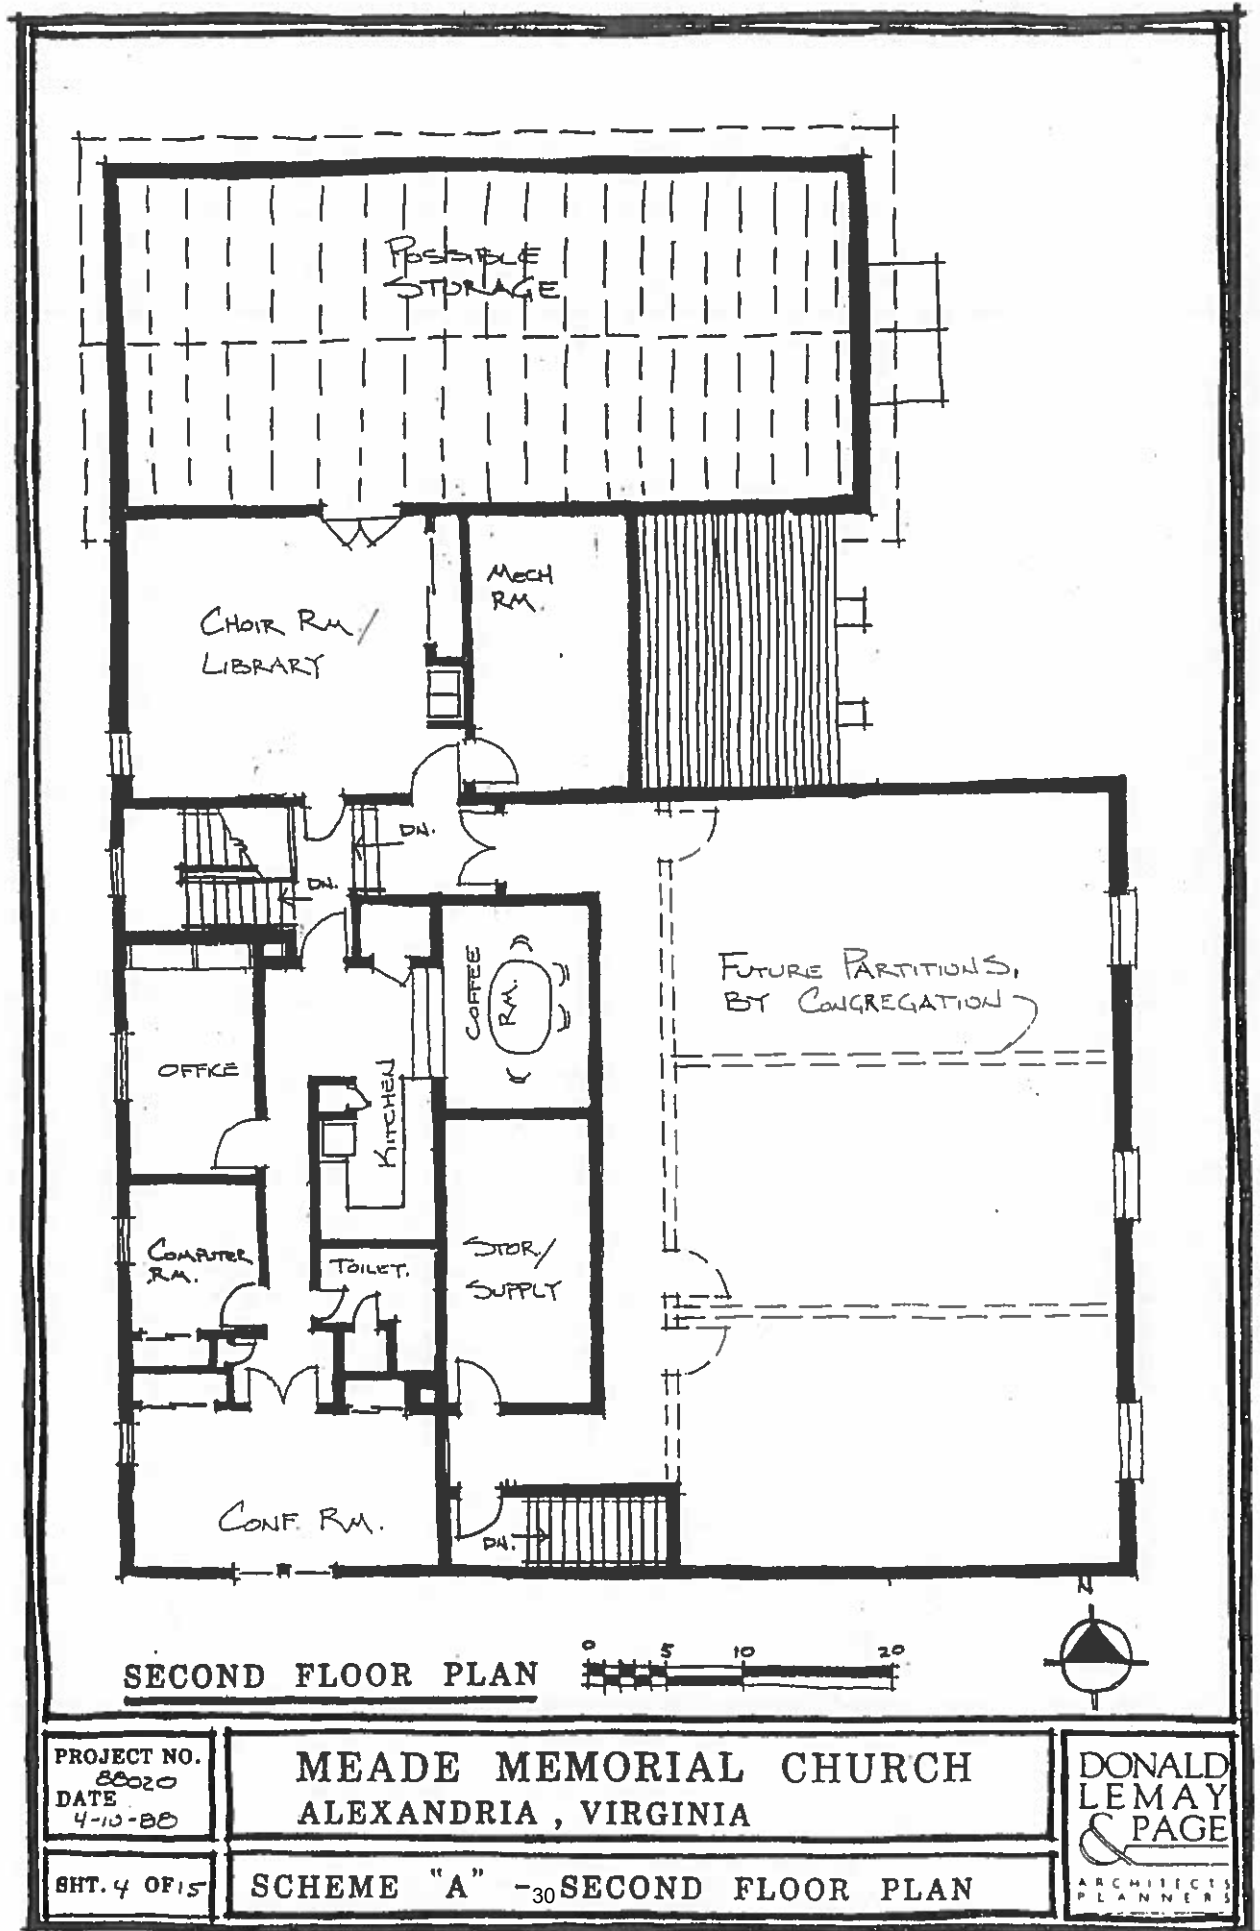 POSSIBLE
STORAGE
MECH
RM.
CHOIR RM/
LIBRARY
DN.
DN.
FUTURE PARTITIONS,
BY CONGREGATION
COFFEE
RM.
OFFICE
KITCHEN
COMPUTER
RM.
TOILET.
STOR./
SUPPLY
CONF. RM.
DN.
N
SECOND FLOOR PLAN
0 5 10 20
PROJECT NO.
88020
DATE
4-10-88
MEADE MEMORIAL CHURCH
ALEXANDRIA, VIRGINIA
SHT. 4 OF 15
SCHEME "A" - SECOND FLOOR PLAN
30
DONALD
LEMAY
& PAGE
ARCHITECTS
PLANNERS